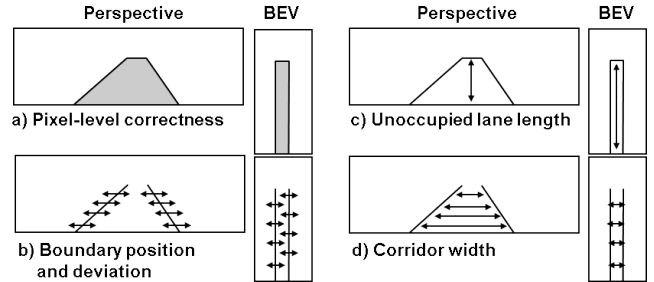 Perspective BEV
a) Pixel-level correctness
b) Boundary position
and deviation
Perspective BEV
c) Unoccupied lane length
d) Corridor width